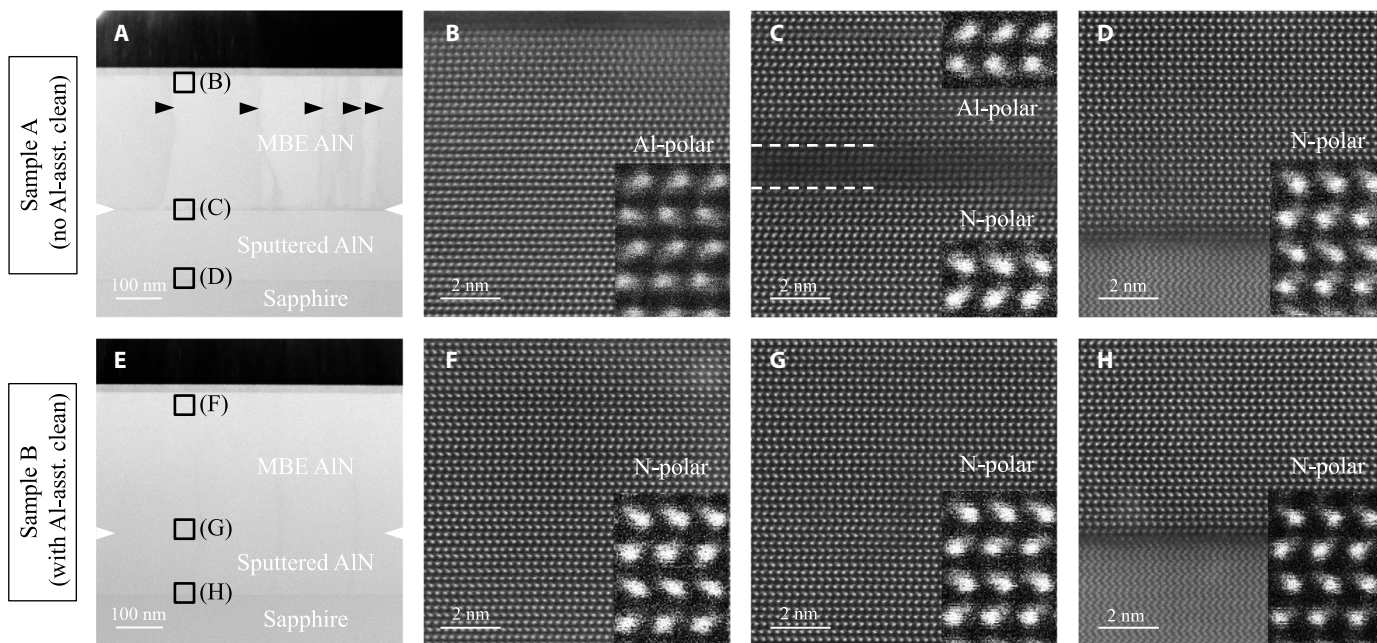 Sample A
(no Al-asst. clean)
A
(B)
MBE AlN
(C)
Sputtered AlN
(D)
100 nm
Sapphire
B
Al-polar
2 nm
C
Al-polar
N-polar
2 nm
D
N-polar
2 nm
Sample B
(with Al-asst. clean)
E
(F)
MBE AlN
(G)
Sputtered AlN
(H)
100 nm
Sapphire
F
N-polar
2 nm
G
N-polar
2 nm
H
N-polar
2 nm